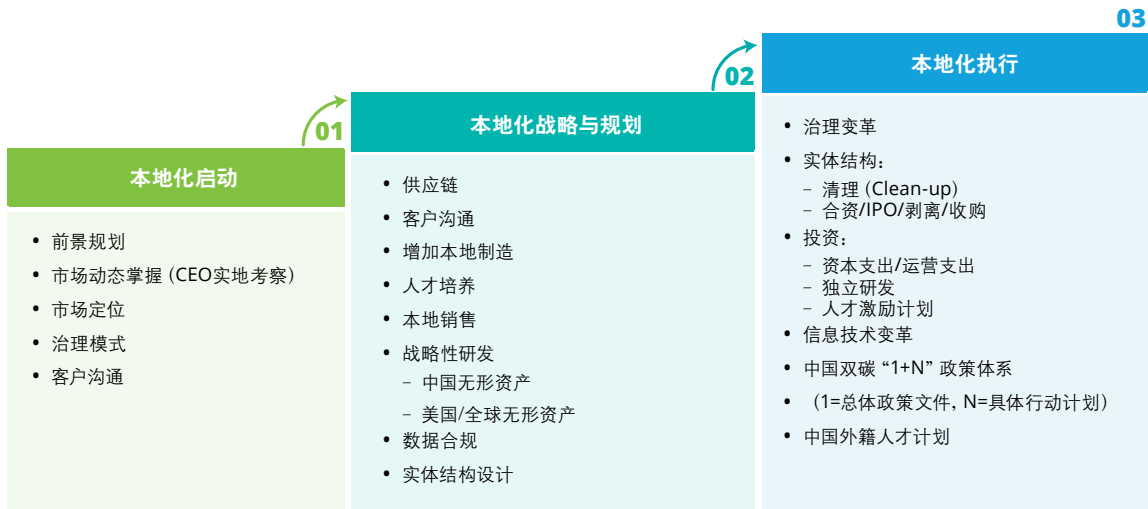 01
本地化启动
• 前景规划
• 市场动态掌握（CEO实地考察）
• 市场定位
• 治理模式
• 客户沟通
02
本地化战略与规划
• 供应链
• 客户沟通
• 增加本地制造
• 人才培养
• 本地销售
• 战略性研发
– 中国无形资产
– 美国/全球无形资产
• 数据合规
• 实体结构设计
03
本地化执行
• 治理变革
• 实体结构：
– 清理（Clean-up）
– 合资/IPO/剥离/收购
• 投资：
– 资本支出/运营支出
– 独立研发
– 人才激励计划
• 信息技术变革
• 中国双碳“1+N”政策体系
• （1=总体政策文件，N=具体行动计划）
• 中国外籍人才计划